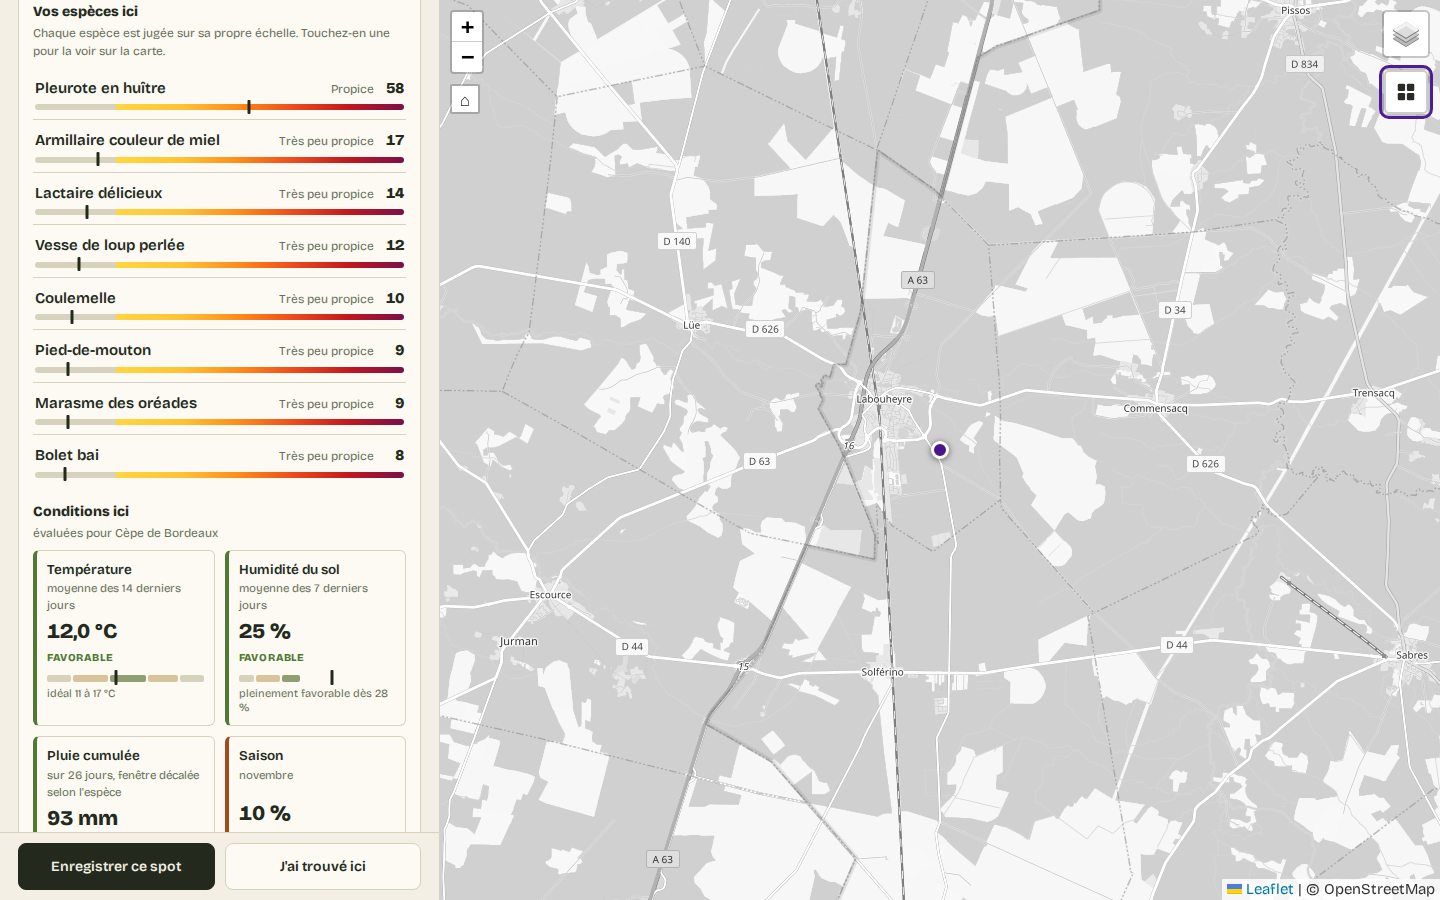 Vos espèces ici
Chaque espèce est jugée sur sa propre échelle. Touchez-en une
pour la voir sur la carte.
Pleurote en huître Propice 58
Armillaire couleur de miel Très peu propice 17
Lactaire délicieux Très peu propice 14
Vesse de loup perlée Très peu propice 12
Coulemelle Très peu propice 10
Pied-de-mouton Très peu propice 9
Marasme des oréades Très peu propice 9
Bolet bai Très peu propice 8
Conditions ici
évaluées pour Cèpe de Bordeaux
Température
moyenne des 14 derniers
jours
12,0 °C
FAVORABLE
idéal 11 à 17 °C
Humidité du sol
moyenne des 7 derniers
jours
25 %
FAVORABLE
pleinement favorable dès 28
%
Pluie cumulée
sur 26 jours, fenêtre décalée
selon l'espèce
93 mm
Saison
novembre
10 %
Enregistrer ce spot
J'ai trouvé ici
+
−
Pissos
D 834
D 140
A 63
D 34
Lüe
D 626
Labouheyre
Commensacq
Trensacq
16
D 63
D 626
Escource
Jurman
D 44
15
Solférino
D 44
Sabres
A 63
Leaflet | © OpenStreetMap